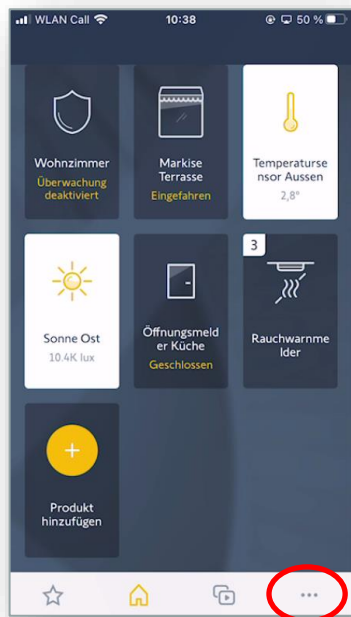 WLAN Call 10:38 50 %
Wohnzimmer
Überwachung
deaktiviert
Markise
Terrasse
Eingefahren
Temperaturse
nsor Aussen
2,8°
Sonne Ost
10.4K lux
Öffnungsmeld
er Küche
Geschlossen
3
Rauchwarnme
lder
Produkt
hinzufügen